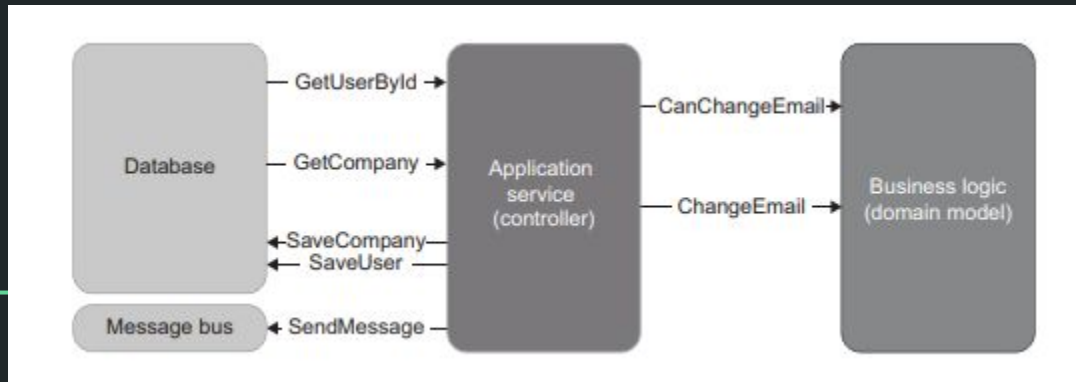 GetUserById
CanChangeEmail
Database
GetCompany
Application
service
(controller)
Business logic
(domain model)
ChangeEmail
SaveCompany
SaveUser
Message bus
SendMessage